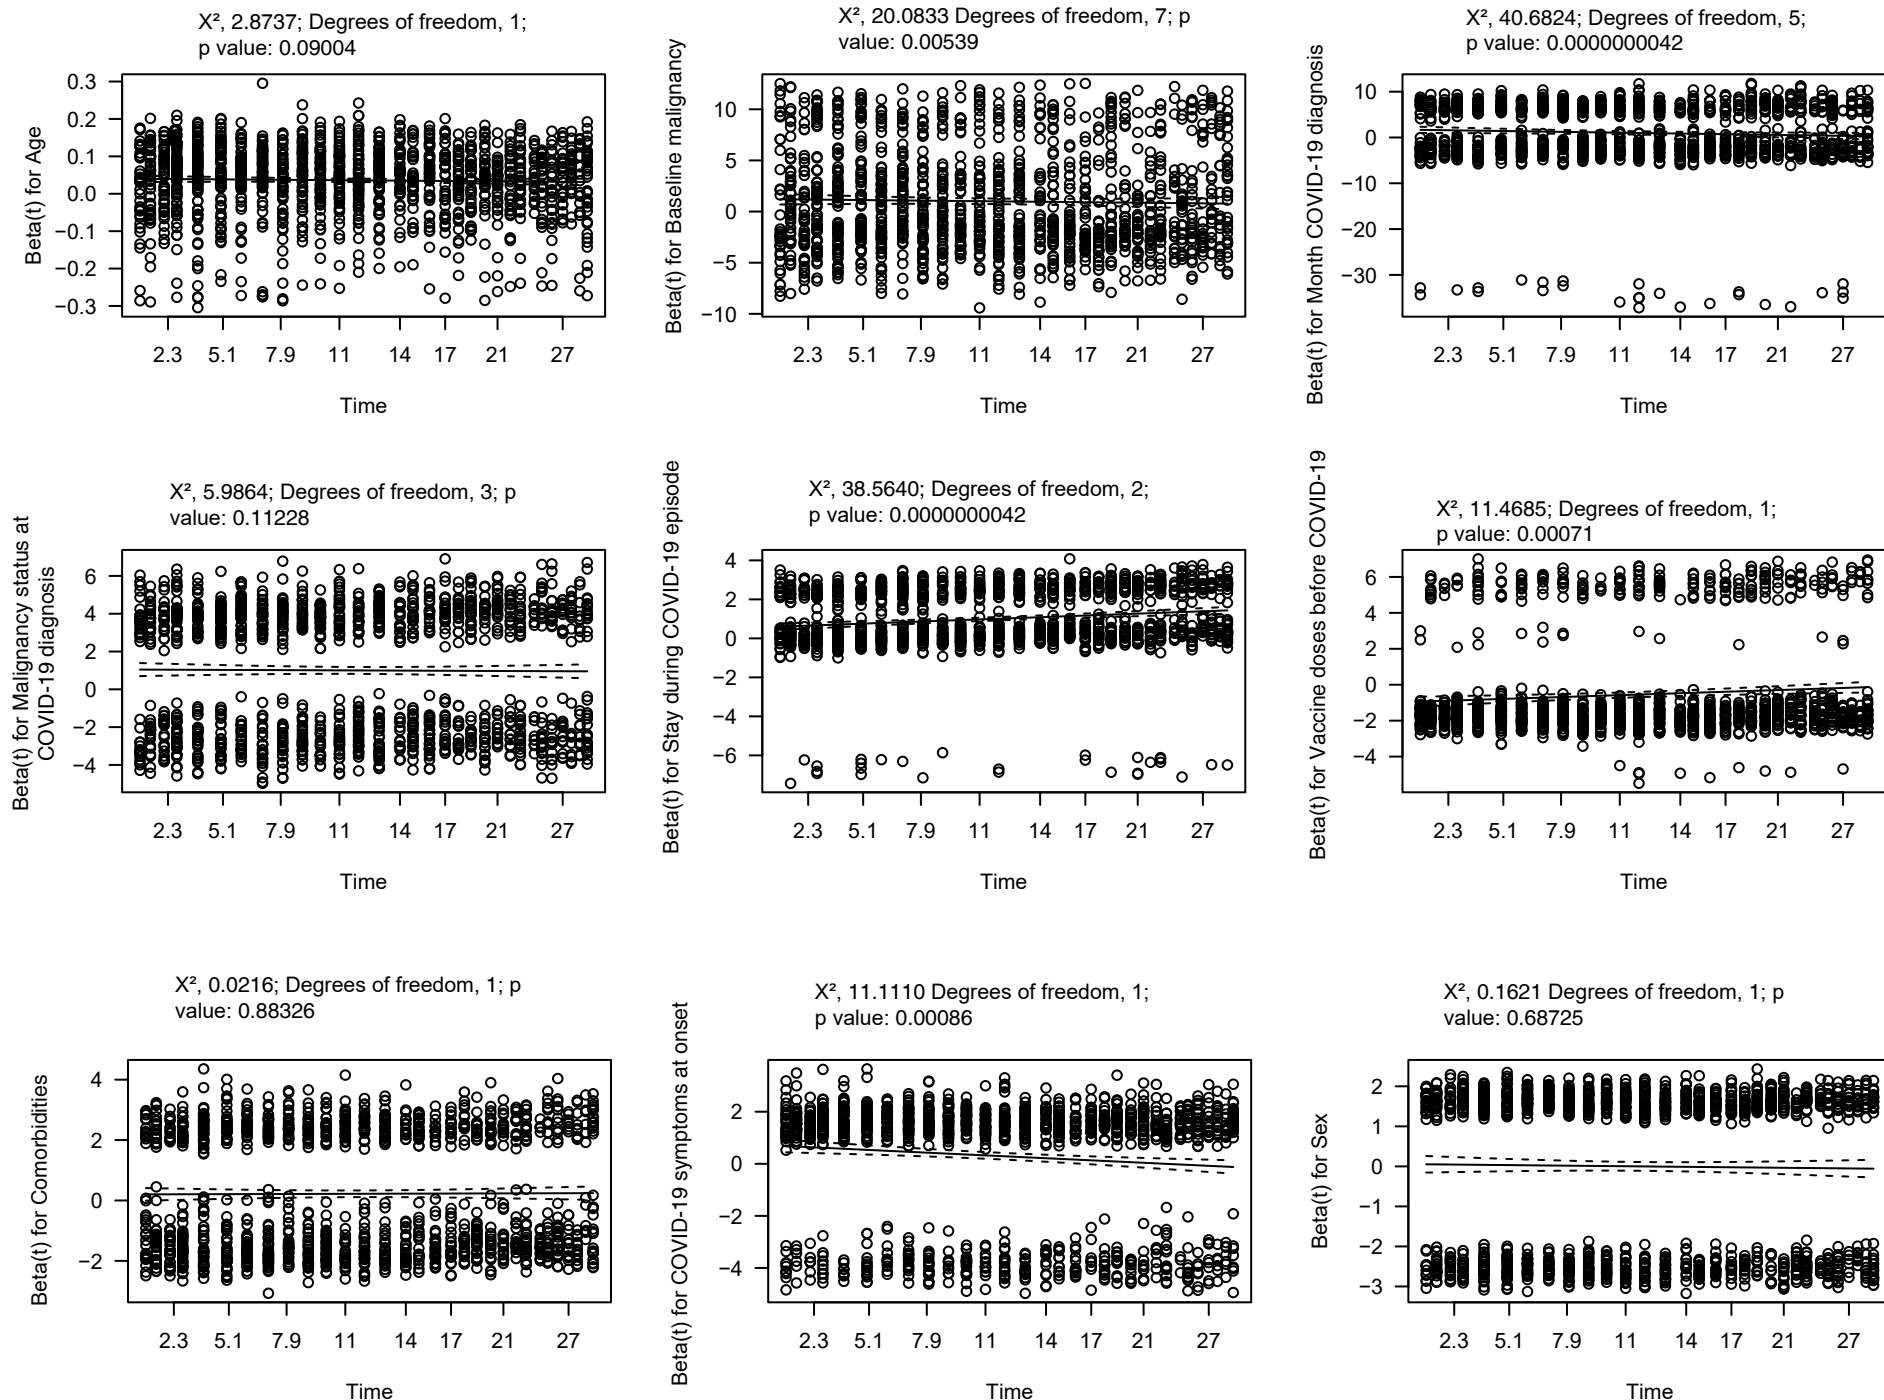 X², 2.8737; Degrees of freedom, 1;
p value: 0.09004
Beta(t) for Age
0.3
0.2
0.1
0.0
−0.1
−0.2
−0.3
2.3 5.1 7.9 11 14 17 21 27
Time
X², 20.0833 Degrees of freedom, 7; p
value: 0.00539
Beta(t) for Baseline malignancy
10
5
0
−5
−10
2.3 5.1 7.9 11 14 17 21 27
Time
X², 40.6824; Degrees of freedom, 5;
p value: 0.0000000042
Beta(t) for Month COVID-19 diagnosis
10
0
−10
−20
−30
2.3 5.1 7.9 11 14 17 21 27
Time
X², 5.9864; Degrees of freedom, 3; p
value: 0.11228
Beta(t) for Malignancy status at
COVID-19 diagnosis
6
4
2
0
−2
−4
2.3 5.1 7.9 11 14 17 21 27
Time
X², 38.5640; Degrees of freedom, 2;
p value: 0.0000000042
Beta(t) for Stay during COVID-19 episode
4
2
0
−2
−4
−6
2.3 5.1 7.9 11 14 17 21 27
Time
X², 11.4685; Degrees of freedom, 1;
p value: 0.00071
Beta(t) for Vaccine doses before COVID-19
6
4
2
0
−2
−4
2.3 5.1 7.9 11 14 17 21 27
Time
X², 0.0216; Degrees of freedom, 1; p
value: 0.88326
Beta(t) for Comorbidities
4
2
0
−2
2.3 5.1 7.9 11 14 17 21 27
Time
X², 11.1110 Degrees of freedom, 1;
p value: 0.00086
Beta(t) for COVID-19 symptoms at onset
2
0
−2
−4
2.3 5.1 7.9 11 14 17 21 27
Time
X², 0.1621 Degrees of freedom, 1; p
value: 0.68725
Beta(t) for Sex
2
1
0
−1
−2
−3
2.3 5.1 7.9 11 14 17 21 27
Time